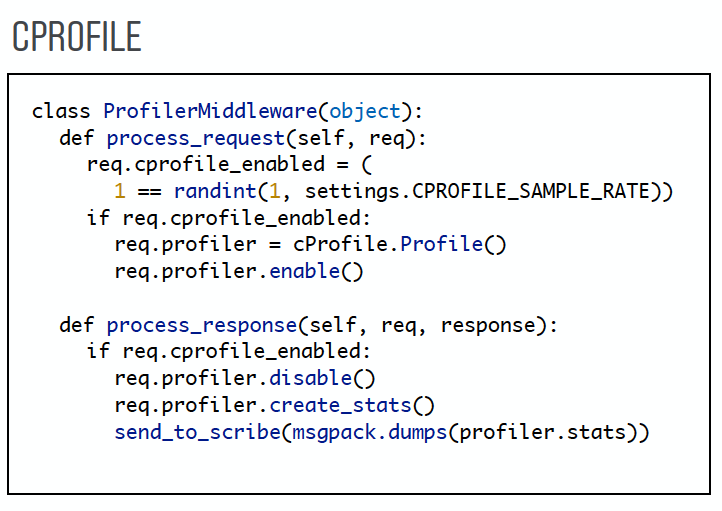 CPROFILE
class ProfilerMiddleware(object):
  def process_request(self, req):
    req.cprofile_enabled = (
      1 == randint(1, settings.CPROFILE_SAMPLE_RATE))
    if req.cprofile_enabled:
      req.profiler = cProfile.Profile()
      req.profiler.enable()

  def process_response(self, req, response):
    if req.cprofile_enabled:
      req.profiler.disable()
      req.profiler.create_stats()
      send_to_scribe(msgpack.dumps(profiler.stats))